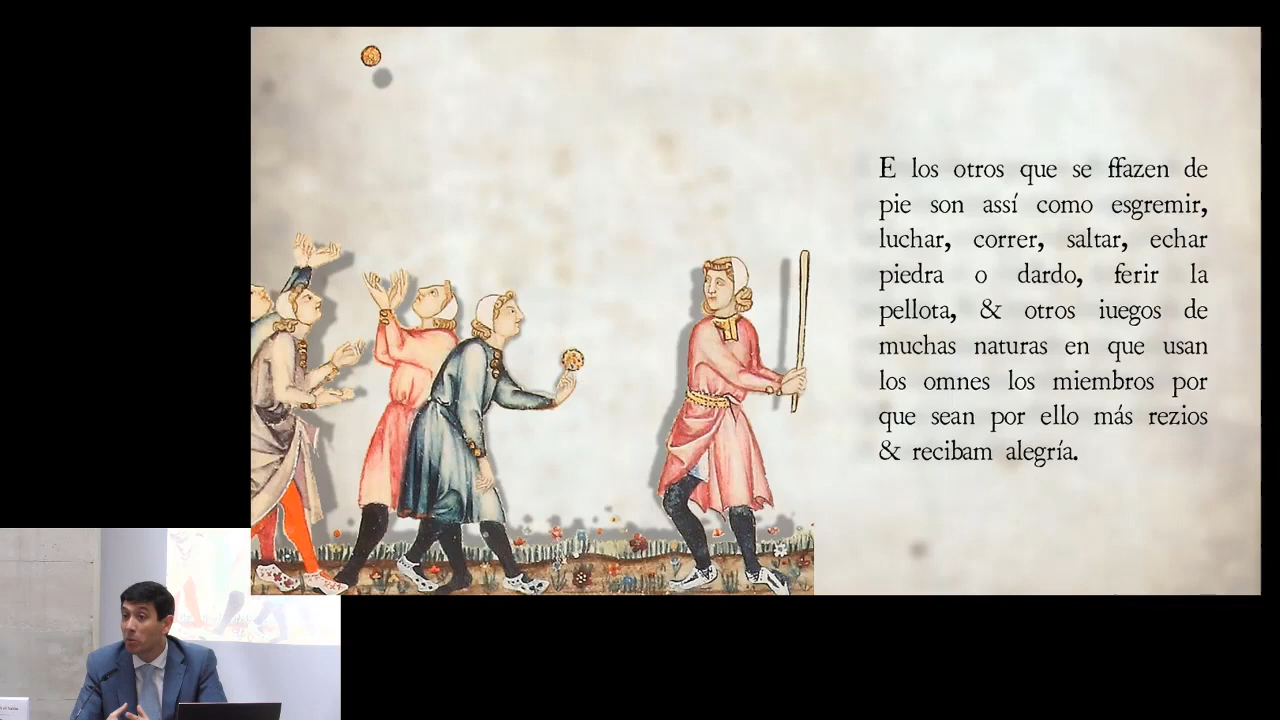 E los otros que se ffazen de
pie son assí como esgremir,
luchar, correr, saltar, echar
piedra o dardo, ferir la
pellota, & otros iuegos de
muchas naturas en que usan
los omnes los miembros por
que sean por ello más rezios
& recibam alegría.